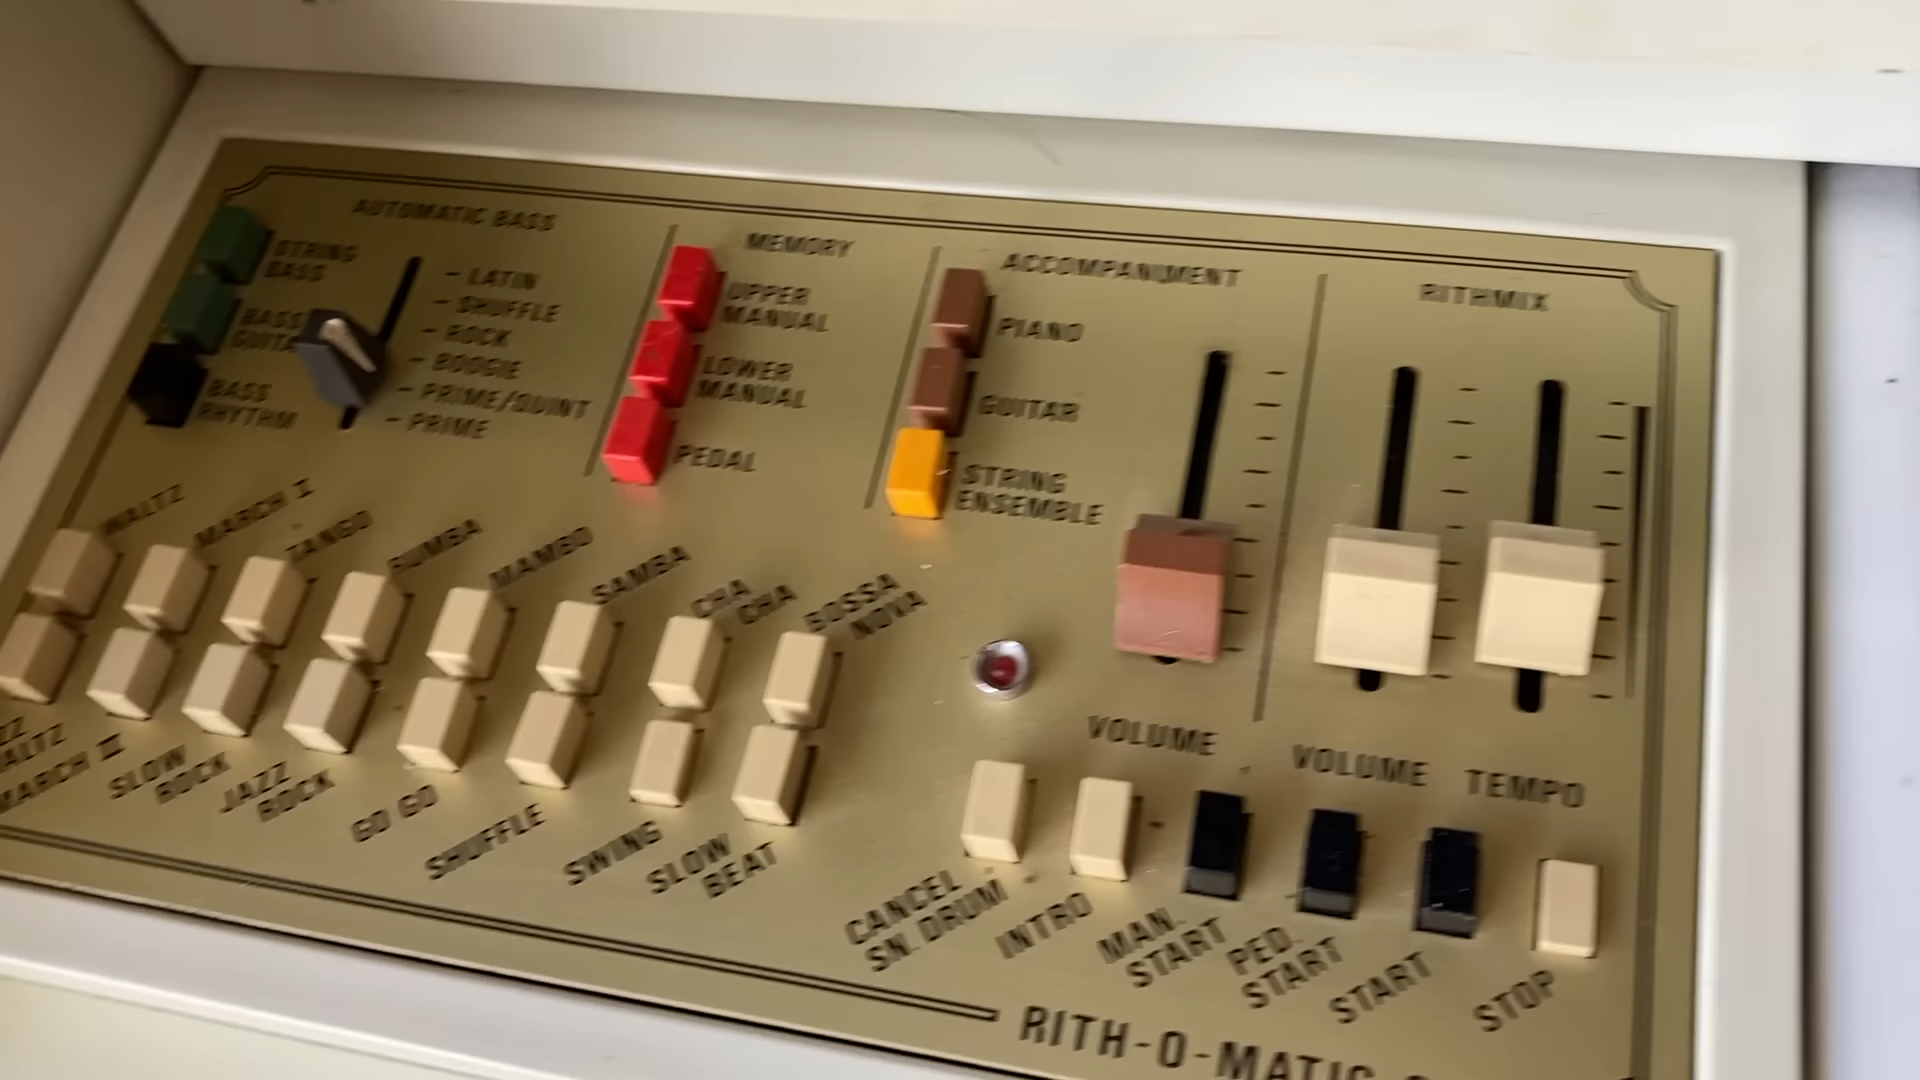 AUTOMATIC BASS
STRING
BASS
BASS
GUITAR
BASS
RHYTHM
- LATIN
- SHUFFLE
- ROCK
- BOOGIE
- PRIME/QUINT
- PRIME
MEMORY
UPPER
MANUAL
LOWER
MANUAL
PEDAL
ACCOMPANIMENT
PIANO
GUITAR
STRING
ENSEMBLE
VOLUME
RITHMIX
VOLUME
TEMPO
WALTZ
MARCH I
TANGO
RUMBA
MAMBO
SAMBA
CHA
CHA
BOSSA
NOVA
MARCH II
SLOW
ROCK
JAZZ
ROCK
GO GO
SHUFFLE
SWING
SLOW
BEAT
CANCEL
SN. DRUM
INTRO
MAN.
START
PED.
START
START
STOP
RITH-O-MATIC